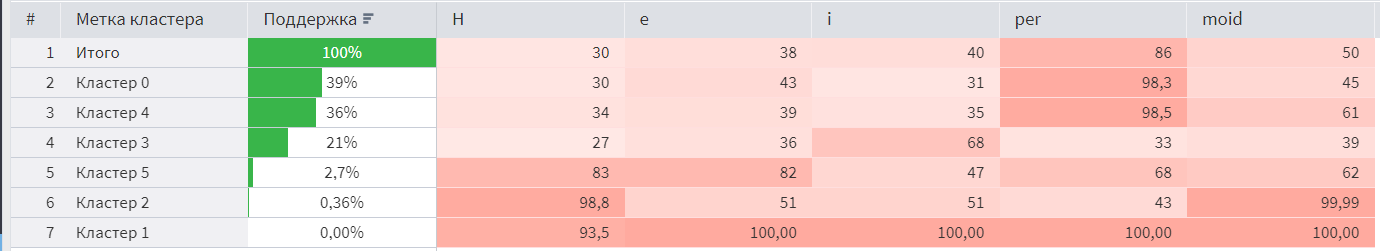 # Метка кластера Поддержка H e i per moid
1 Итого 100% 30 38 40 86 50
2 Кластер 0 39% 30 43 31 98,3 45
3 Кластер 4 36% 34 39 35 98,5 61
4 Кластер 3 21% 27 36 68 33 39
5 Кластер 5 2,7% 83 82 47 68 62
6 Кластер 2 0,36% 98,8 51 51 43 99,99
7 Кластер 1 0,00% 93,5 100,00 100,00 100,00 100,00